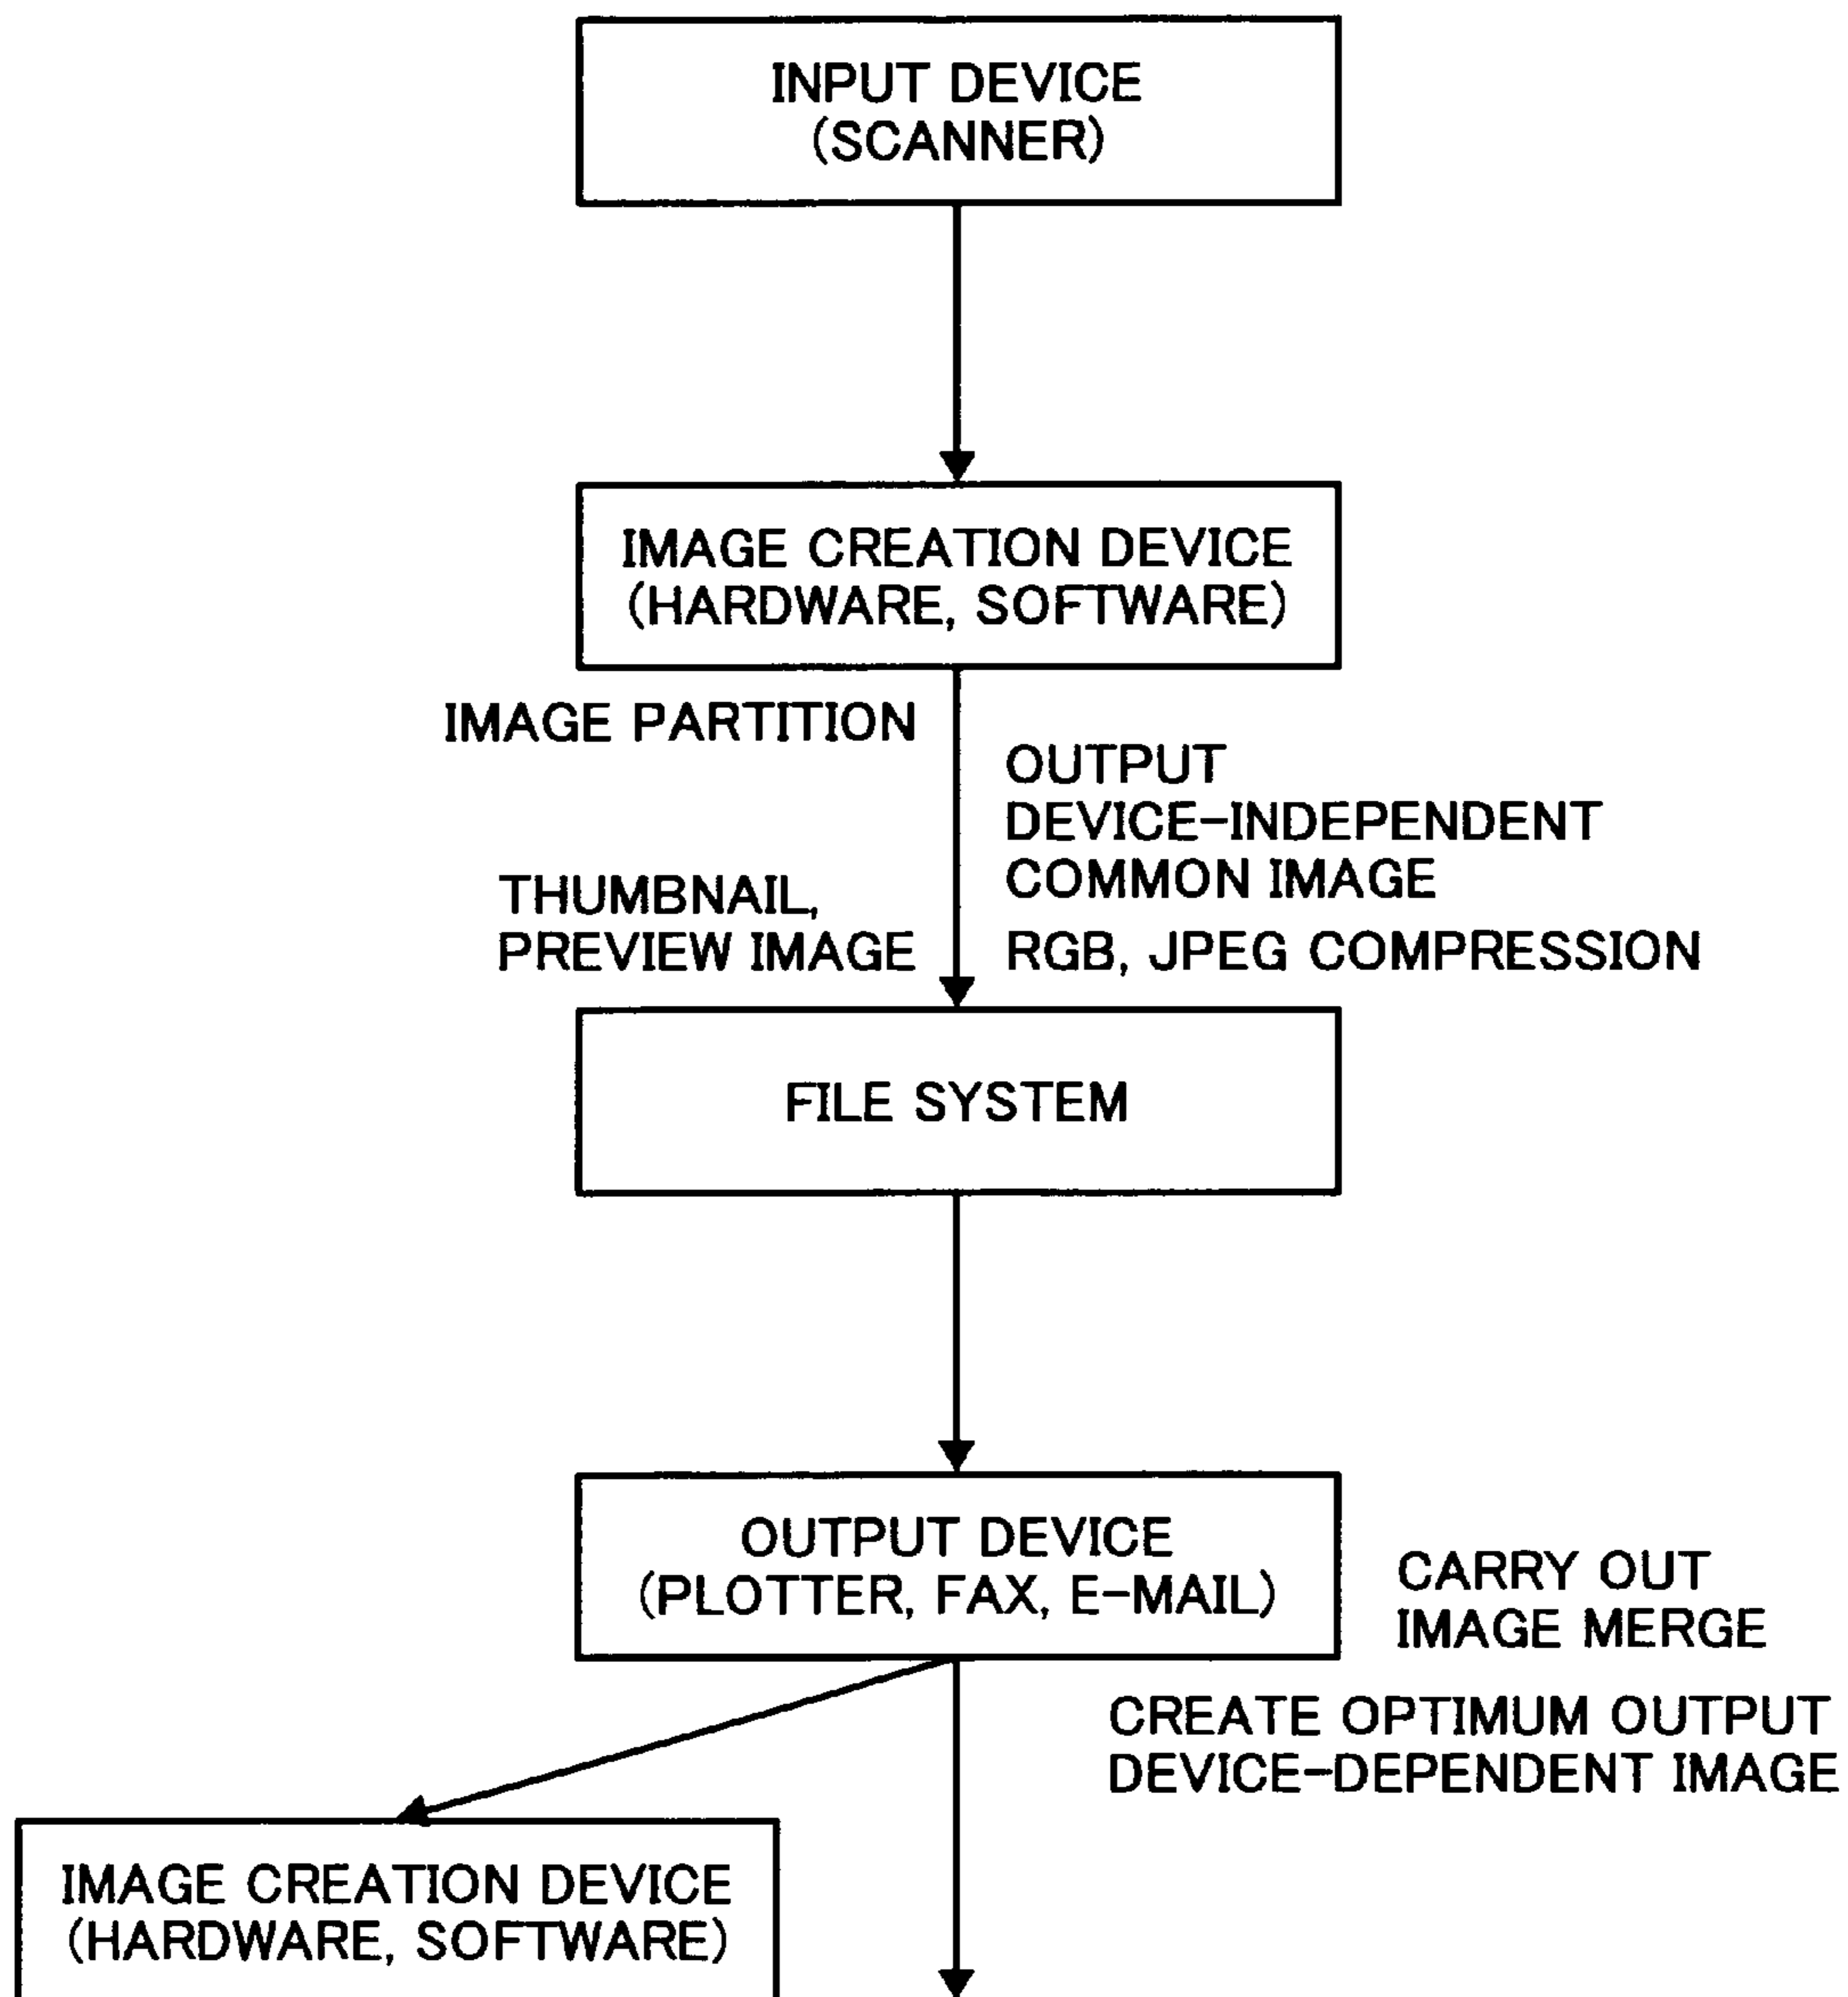 INPUT DEVICE
(SCANNER)
IMAGE CREATION DEVICE
(HARDWARE, SOFTWARE)
IMAGE PARTITION
OUTPUT
DEVICE-INDEPENDENT
COMMON IMAGE
THUMBNAIL,
PREVIEW IMAGE
RGB, JPEG COMPRESSION
FILE SYSTEM
OUTPUT DEVICE
(PLOTTER, FAX, E-MAIL)
CARRY OUT
IMAGE MERGE
CREATE OPTIMUM OUTPUT
DEVICE-DEPENDENT IMAGE
IMAGE CREATION DEVICE
(HARDWARE, SOFTWARE)